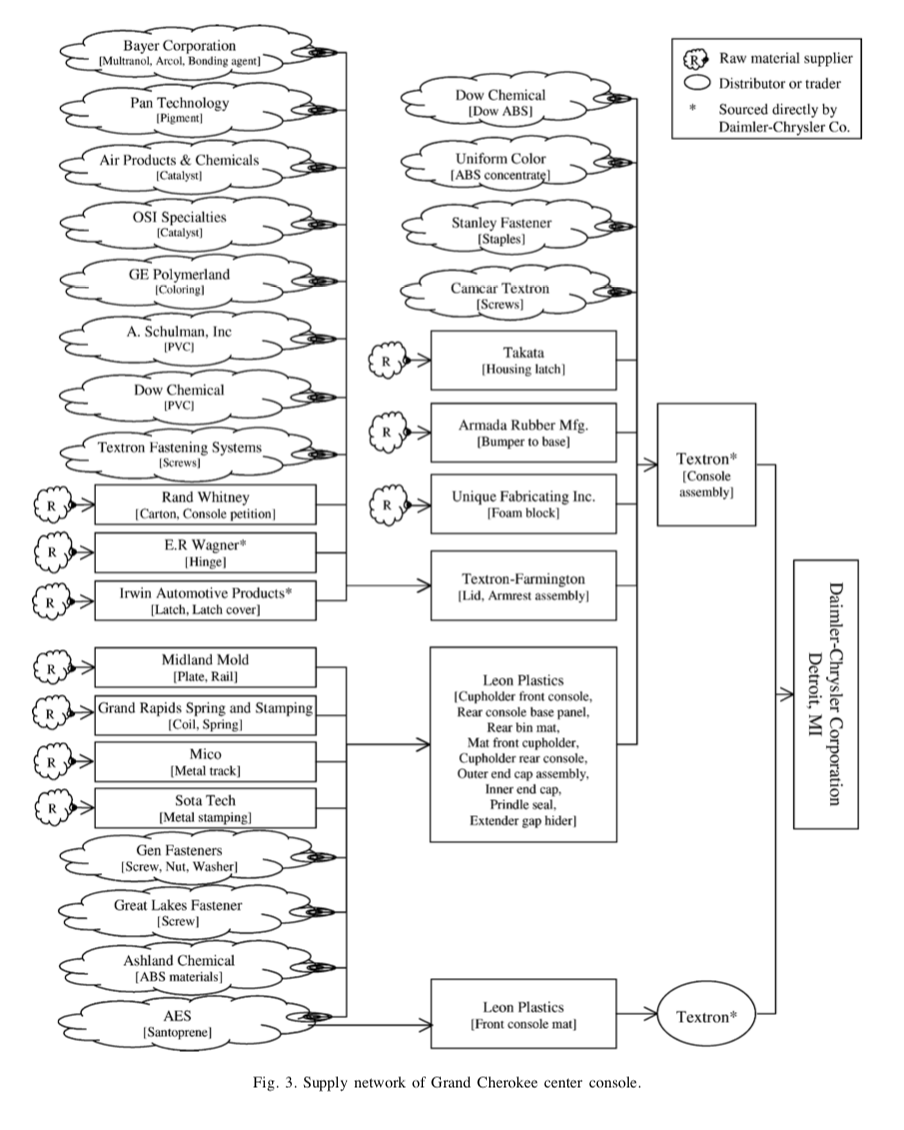 Bayer Corporation
[Multranol, Arcol, Bonding agent]
Pan Technology
[Pigment]
Air Products & Chemicals
[Catalyst]
OSI Specialties
[Catalyst]
GE Polymerland
[Coloring]
A. Schulman, Inc
[PVC]
Dow Chemical
[PVC]
Textron Fastening Systems
[Screws]
R
Rand Whitney
[Carton, Console petition]
R
E.R Wagner*
[Hinge]
R
Irwin Automotive Products*
[Latch, Latch cover]
R
Midland Mold
[Plate, Rail]
R
Grand Rapids Spring and Stamping
[Coil, Spring]
R
Mico
[Metal track]
R
Sota Tech
[Metal stamping]
Gen Fasteners
[Screw, Nut, Washer]
Great Lakes Fastener
[Screw]
Ashland Chemical
[ABS materials]
AES
[Santoprene]
Dow Chemical
[Dow ABS]
Uniform Color
[ABS concentrate]
Stanley Fastener
[Staples]
Camcar Textron
[Screws]
R
Takata
[Housing latch]
R
Armada Rubber Mfg.
[Bumper to base]
R
Unique Fabricating Inc.
[Foam block]
Textron-Farmington
[Lid, Armrest assembly]
Leon Plastics
[Cupholder front console,
Rear console base panel,
Rear bin mat,
Mat front cupholder,
Cupholder rear console,
Outer end cap assembly,
Inner end cap,
Prindle seal,
Extender gap hider]
Leon Plastics
[Front console mat]
R Raw material supplier
Distributor or trader
* Sourced directly by
Daimler-Chrysler Co.
Textron*
[Console
assembly]
Textron*
Daimler-Chrysler Corporation
Detroit, MI
Fig. 3. Supply network of Grand Cherokee center console.